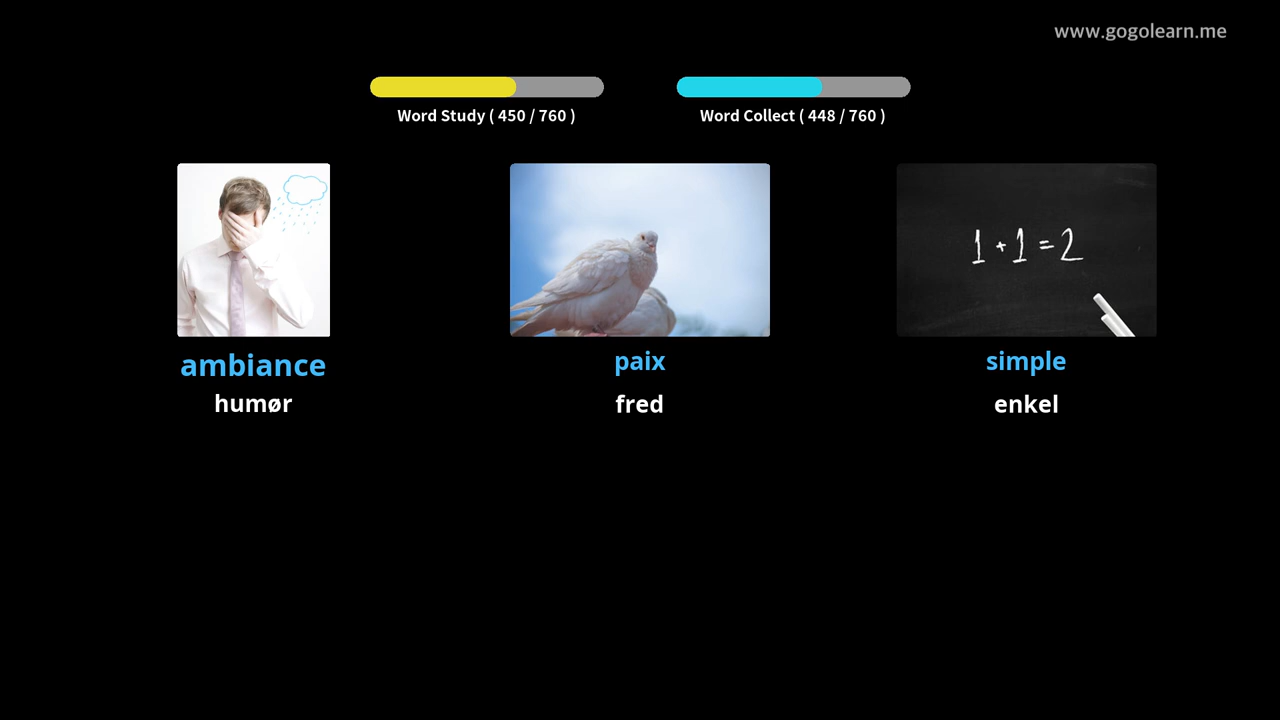 www.gogolearn.me
Word Study ( 450 / 760 )
Word Collect ( 448 / 760 )
1 + 1 = 2
ambiance
humør
paix
fred
simple
enkel